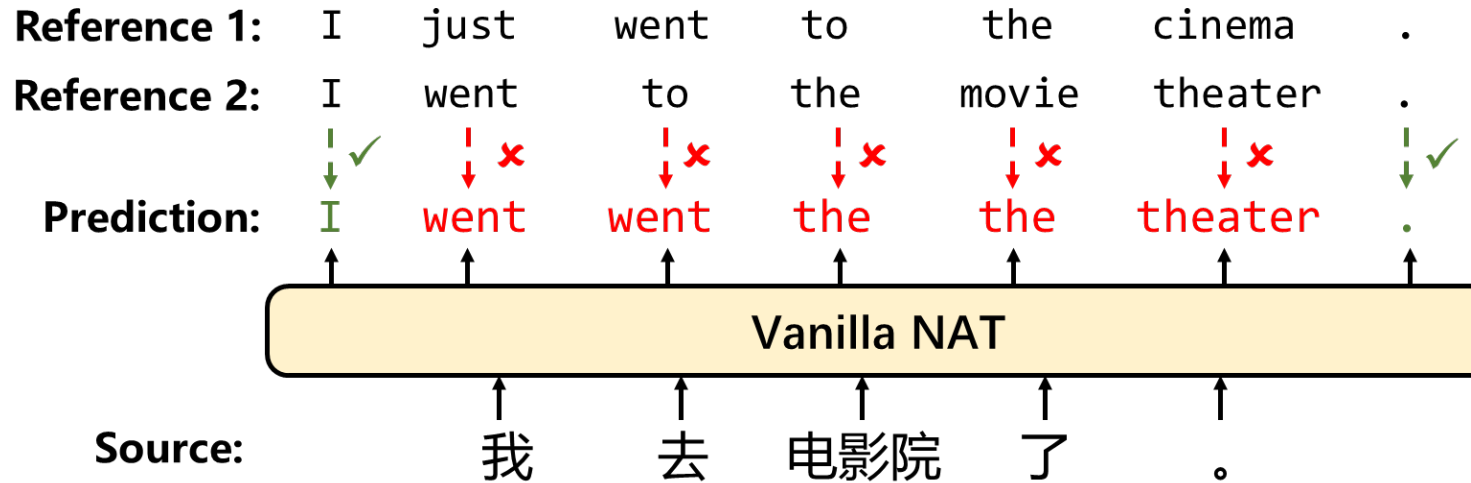 Reference 1: I just went to the cinema .
Reference 2: I went to the movie theater .
✓ ✘ ✘ ✘ ✘ ✘ ✓
Prediction: I went went the the theater .
Vanilla NAT
Source: 我 去 电影院 了 。